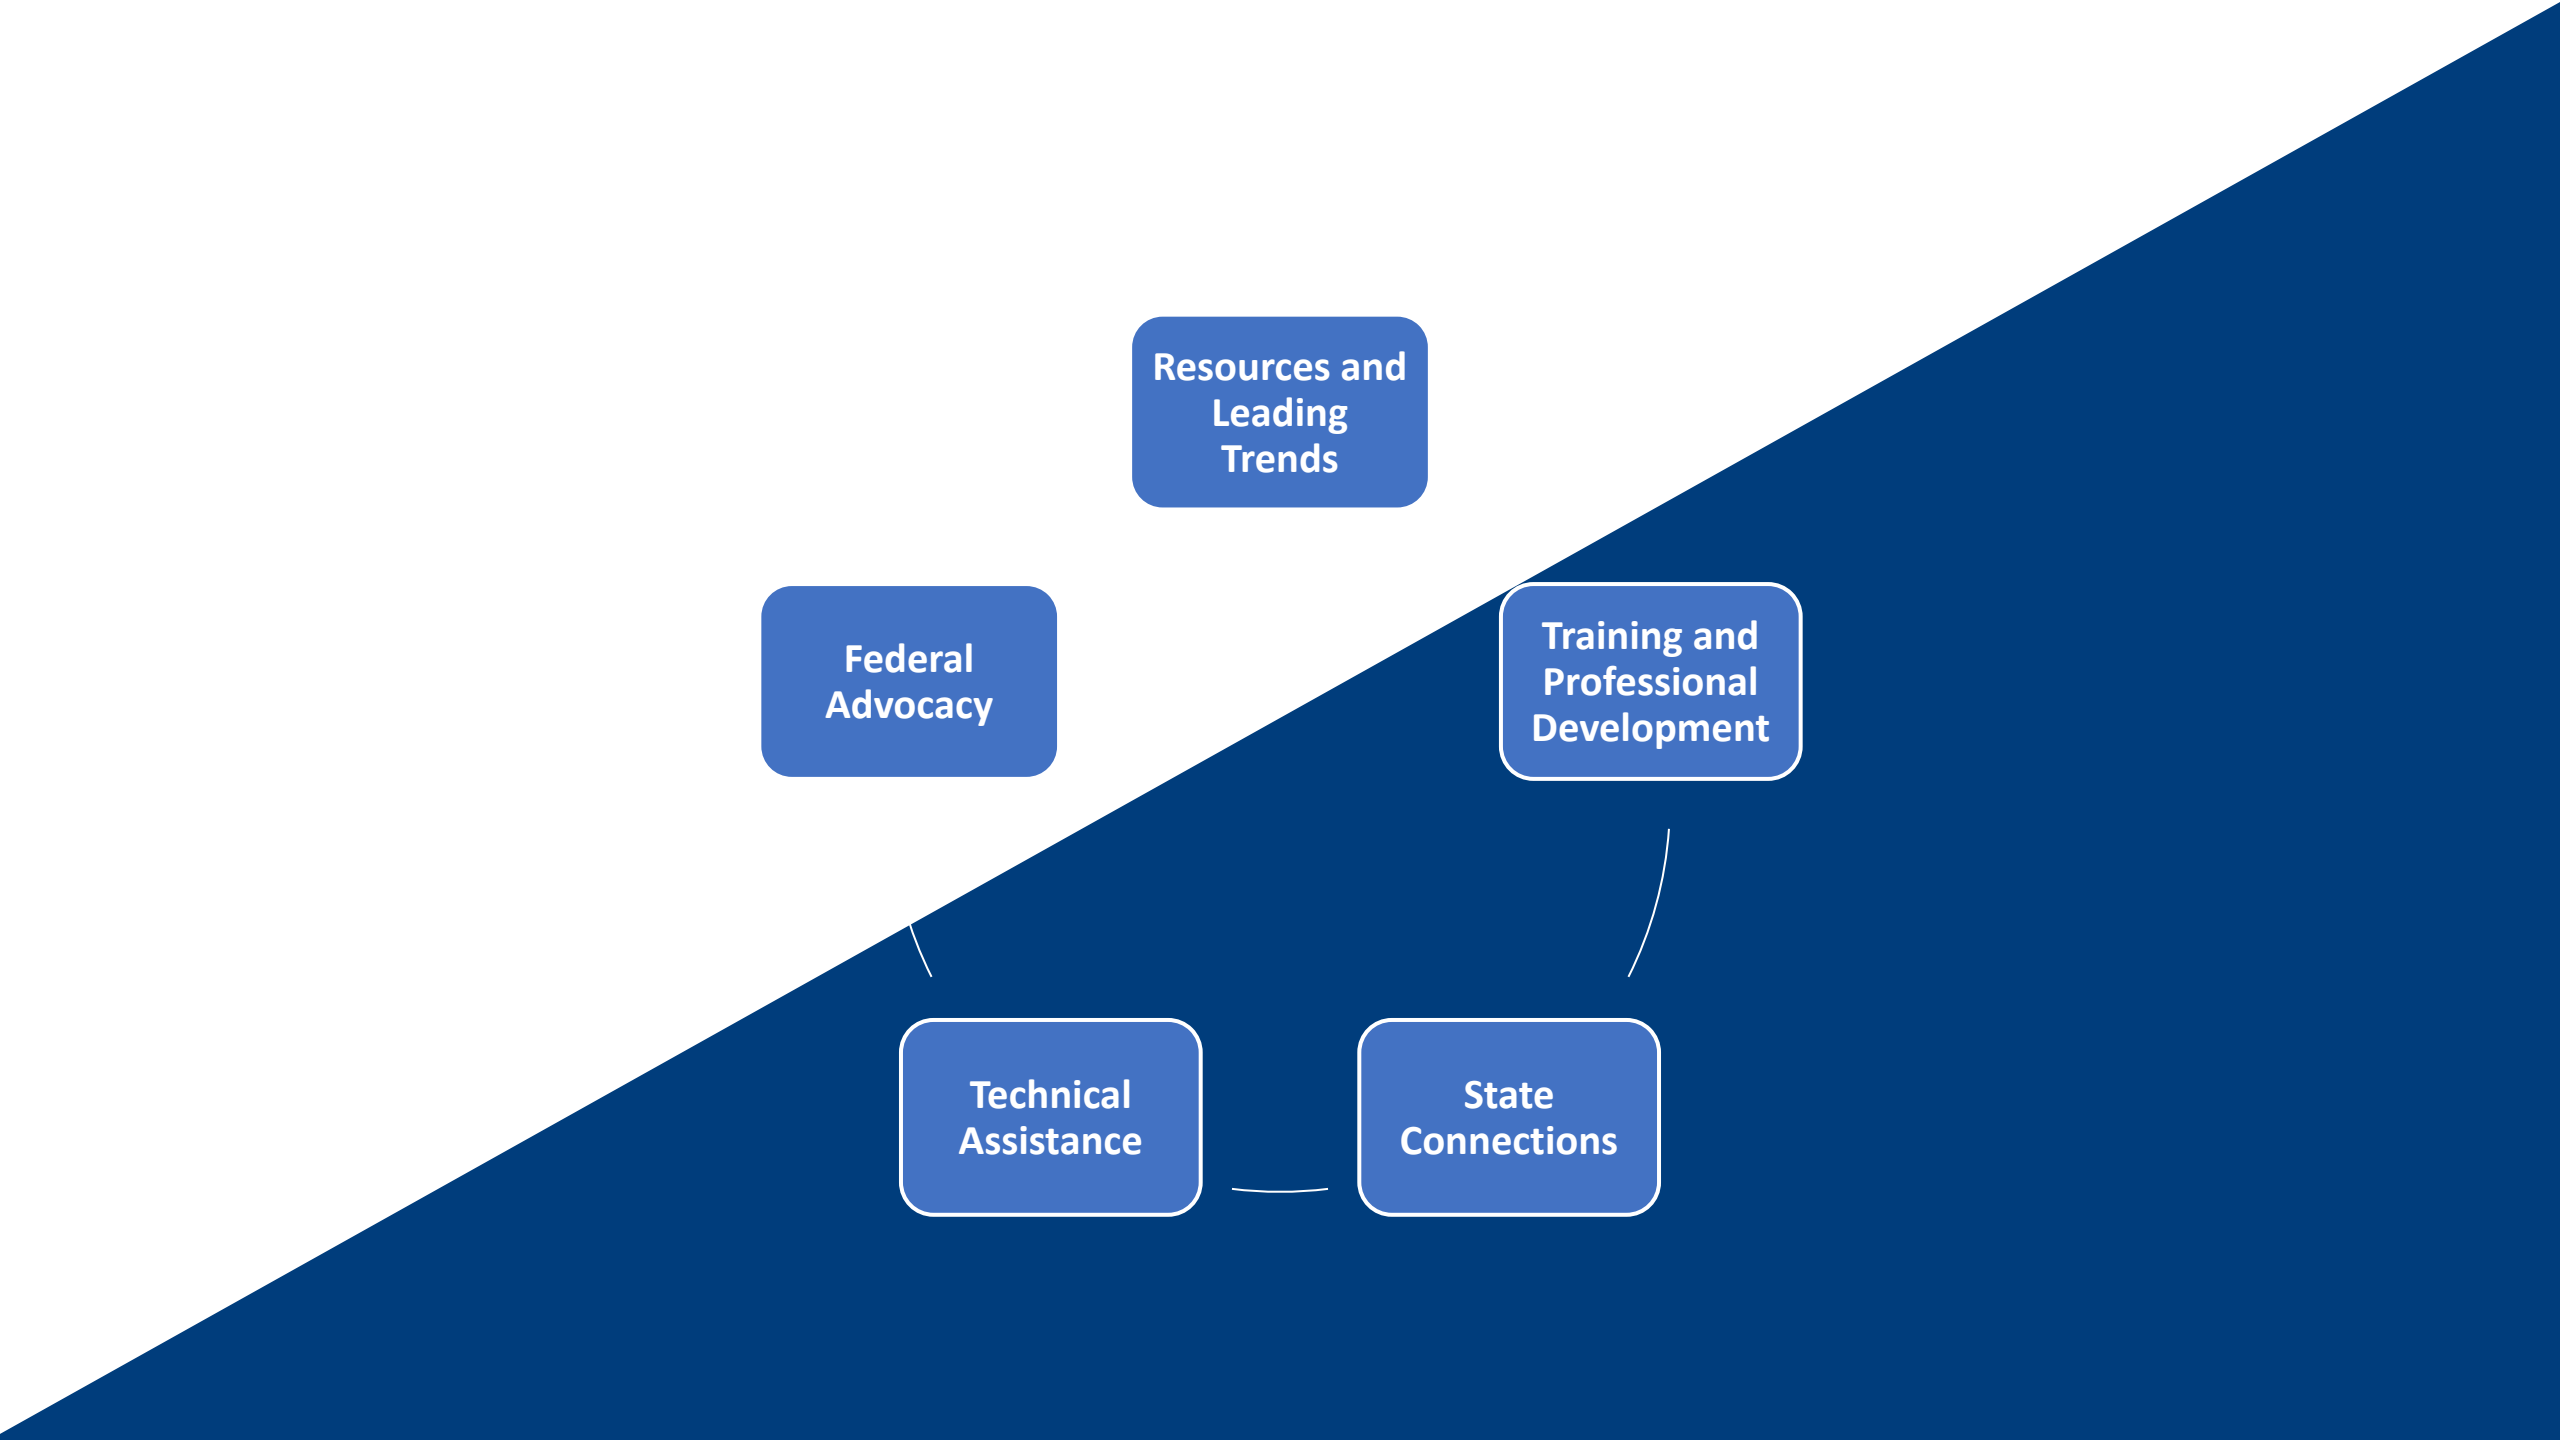 Resources and
Leading
Trends
Federal
Advocacy
Training and
Professional
Development
Technical
Assistance
State
Connections